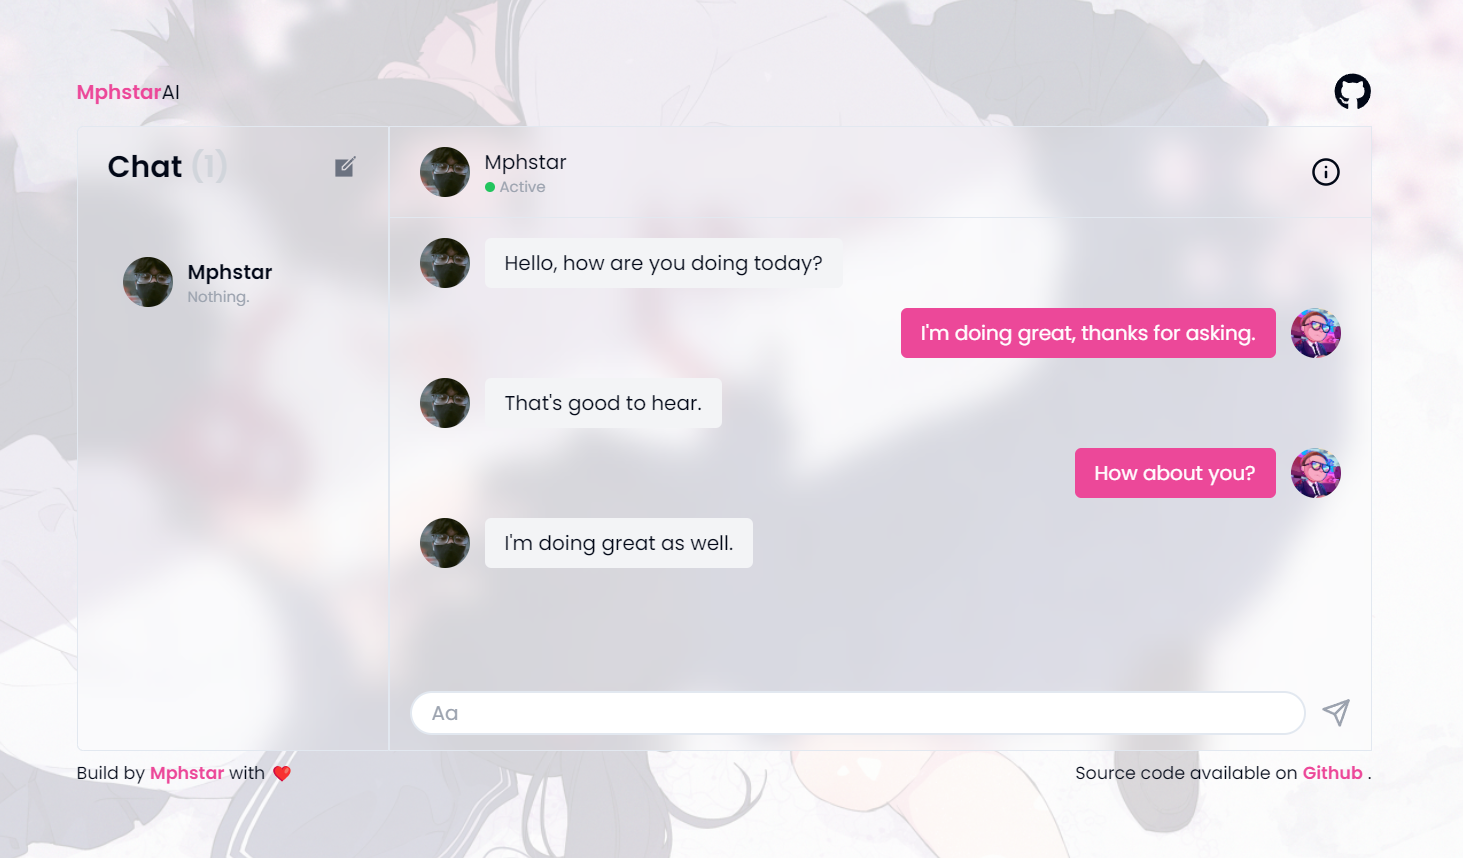 MphstarAI
Chat (1)
Mphstar
Nothing.
Mphstar
Active
Hello, how are you doing today?
I'm doing great, thanks for asking.
That's good to hear.
How about you?
I'm doing great as well.
Aa
Build by Mphstar with ❤️
Source code available on Github .